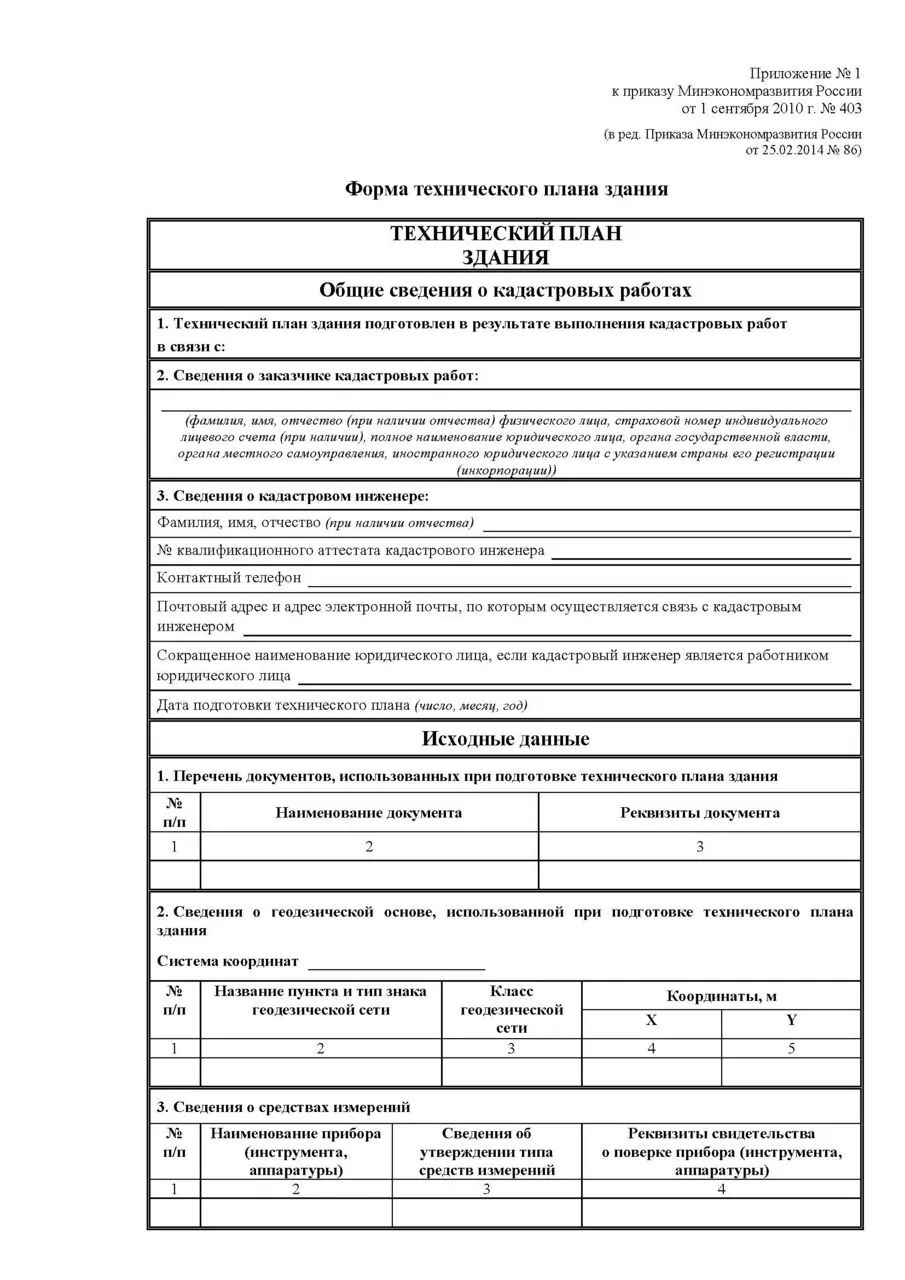 Приложение № 1
к приказу Минэкономразвития России
от 1 сентября 2010 г. № 403
(в ред. Приказа Минэкономразвития России
от 25.02.2014 № 86)
Форма технического плана здания
ТЕХНИЧЕСКИЙ ПЛАН
ЗДАНИЯ
Общие сведения о кадастровых работах
1. Технический план здания подготовлен в результате выполнения кадастровых работ
в связи с:
2. Сведения о заказчике кадастровых работ:
(фамилия, имя, отчество (при наличии отчества) физического лица, страховой номер индивидуального
лицевого счета (при наличии), полное наименование юридического лица, органа государственной власти,
органа местного самоуправления, иностранного юридического лица с указанием страны его регистрации
(инкорпорации))
3. Сведения о кадастровом инженере:
Фамилия, имя, отчество (при наличии отчества)
№ квалификационного аттестата кадастрового инженера
Контактный телефон
Почтовый адрес и адрес электронной почты, по которым осуществляется связь с кадастровым
инженером
Сокращенное наименование юридического лица, если кадастровый инженер является работником
юридического лица
Дата подготовки технического плана (число, месяц, год)
Исходные данные
1. Перечень документов, использованных при подготовке технического плана здания
№
п/п
Наименование документа
Реквизиты документа
1 2 3
2. Сведения о геодезической основе, использованной при подготовке технического плана
здания
Система координат
№
п/п
Название пункта и тип знака
геодезической сети
Класс
геодезической
сети
Координаты, м
X Y
1 2 3 4 5
3. Сведения о средствах измерений
№
п/п
Наименование прибора
(инструмента,
аппаратуры)
Сведения об
утверждении типа
средств измерений
Реквизиты свидетельства
о поверке прибора (инструмента,
аппаратуры)
1 2 3 4